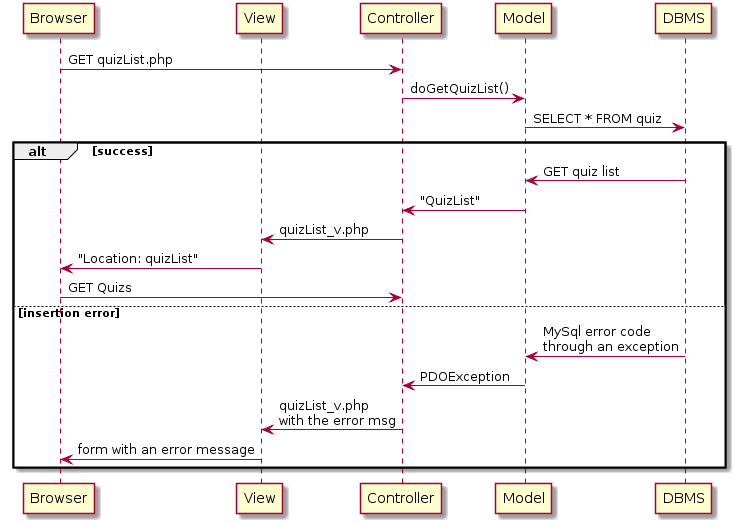 Browser View Controller Model DBMS
GET quizList.php
doGetQuizList()
SELECT * FROM quiz
alt [success]
GET quiz list
"QuizList"
quizList_v.php
"Location: quizList"
GET Quizs
[insertion error]
MySql error code
through an exception
PDOException
quizList_v.php
with the error msg
form with an error message
Browser View Controller Model DBMS